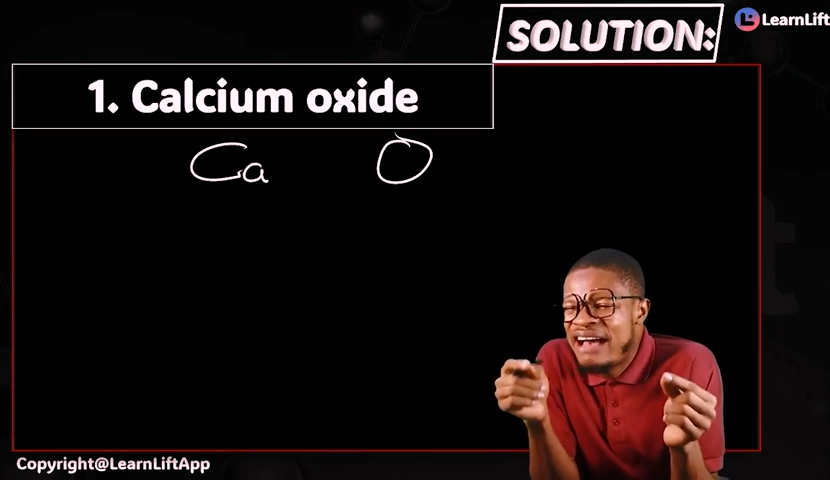 SOLUTION:
LearnLift
1. Calcium oxide
Ca O
Copyright@LearnLiftApp